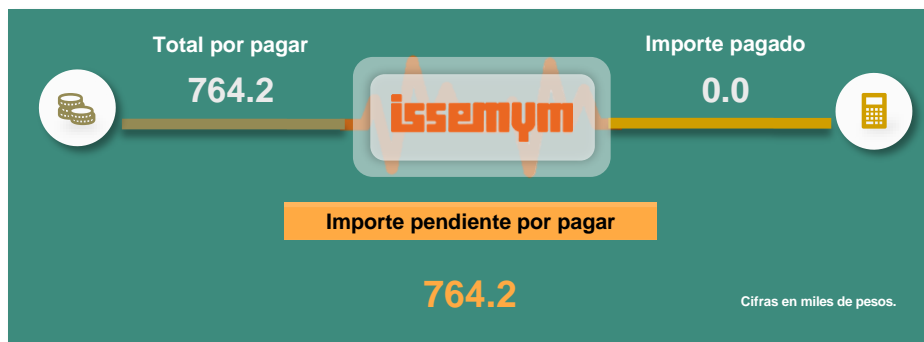 Total por pagar
764.2
Importe pagado
0.0
issemym
Importe pendiente por pagar
764.2
Cifras en miles de pesos.